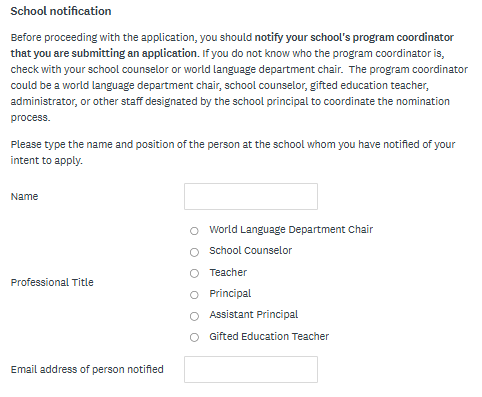 School notification
Before proceeding with the application, you should notify your school's program coordinator
that you are submitting an application. If you do not know who the program coordinator is,
check with your school counselor or world language department chair. The program coordinator
could be a world language department chair, school counselor, gifted education teacher,
administrator, or other staff designated by the school principal to coordinate the nomination
process.
Please type the name and position of the person at the school whom you have notified of your
intent to apply.
Name
World Language Department Chair
School Counselor
Teacher
Professional Title
Principal
Assistant Principal
Gifted Education Teacher
Email address of person notified